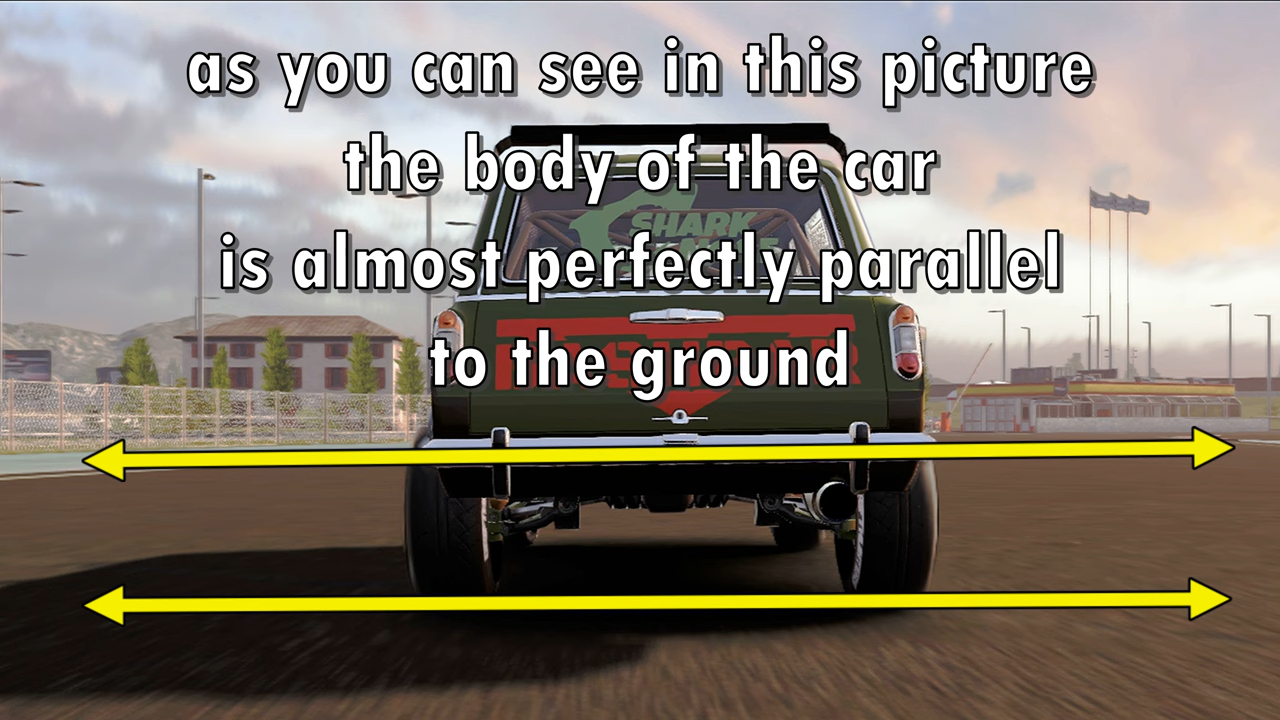 as you can see in this picture
the body of the car
SHARK
is almost perfectly parallel
to the ground